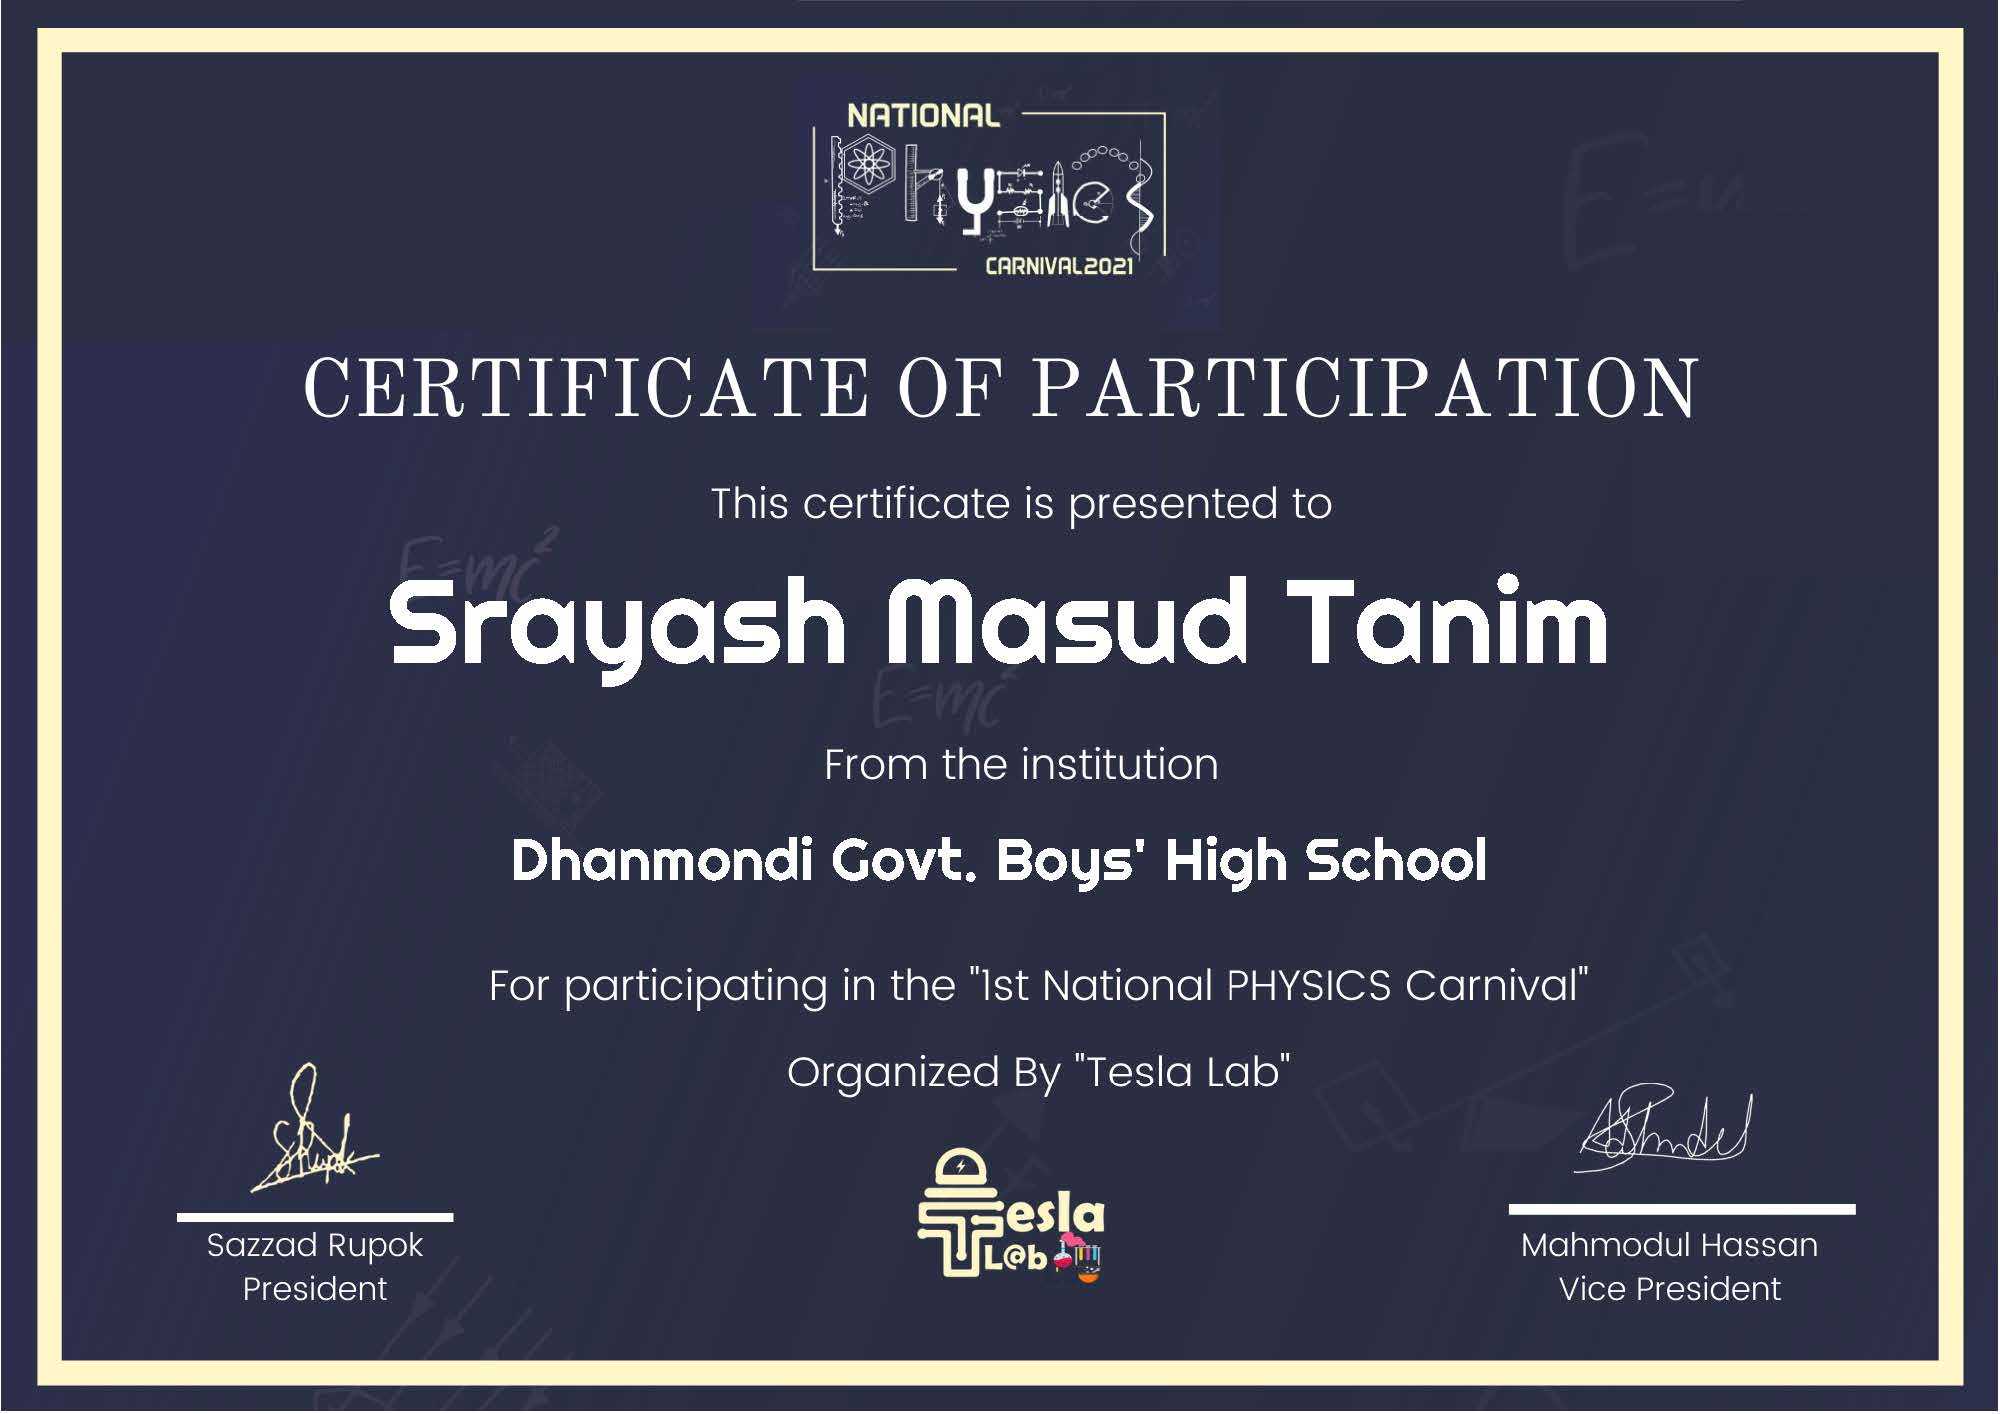 NATIONAL
Physics
CARNIVAL2021
CERTIFICATE OF PARTICIPATION
This certificate is presented to
E=mc²
Srayash Masud Tanim
E=mc²
From the institution
Dhanmondi Govt. Boys' High School
For participating in the "1st National PHYSICS Carnival"
Organized By "Tesla Lab"
Tesla
L@b
Sazzad Rupok
President
Mahmodul Hassan
Vice President